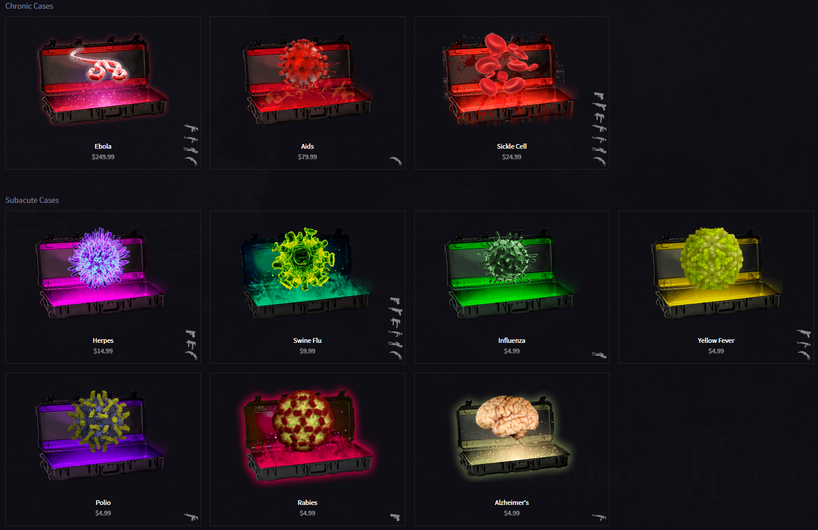 Chronic Cases
Ebola
$249.99
Aids
$79.99
Sickle Cell
$24.99
Subacute Cases
Herpes
$14.99
Swine Flu
$9.99
Influenza
$4.99
Yellow Fever
$4.99
Polio
$4.99
Rabies
$4.99
Alzheimer's
$4.99